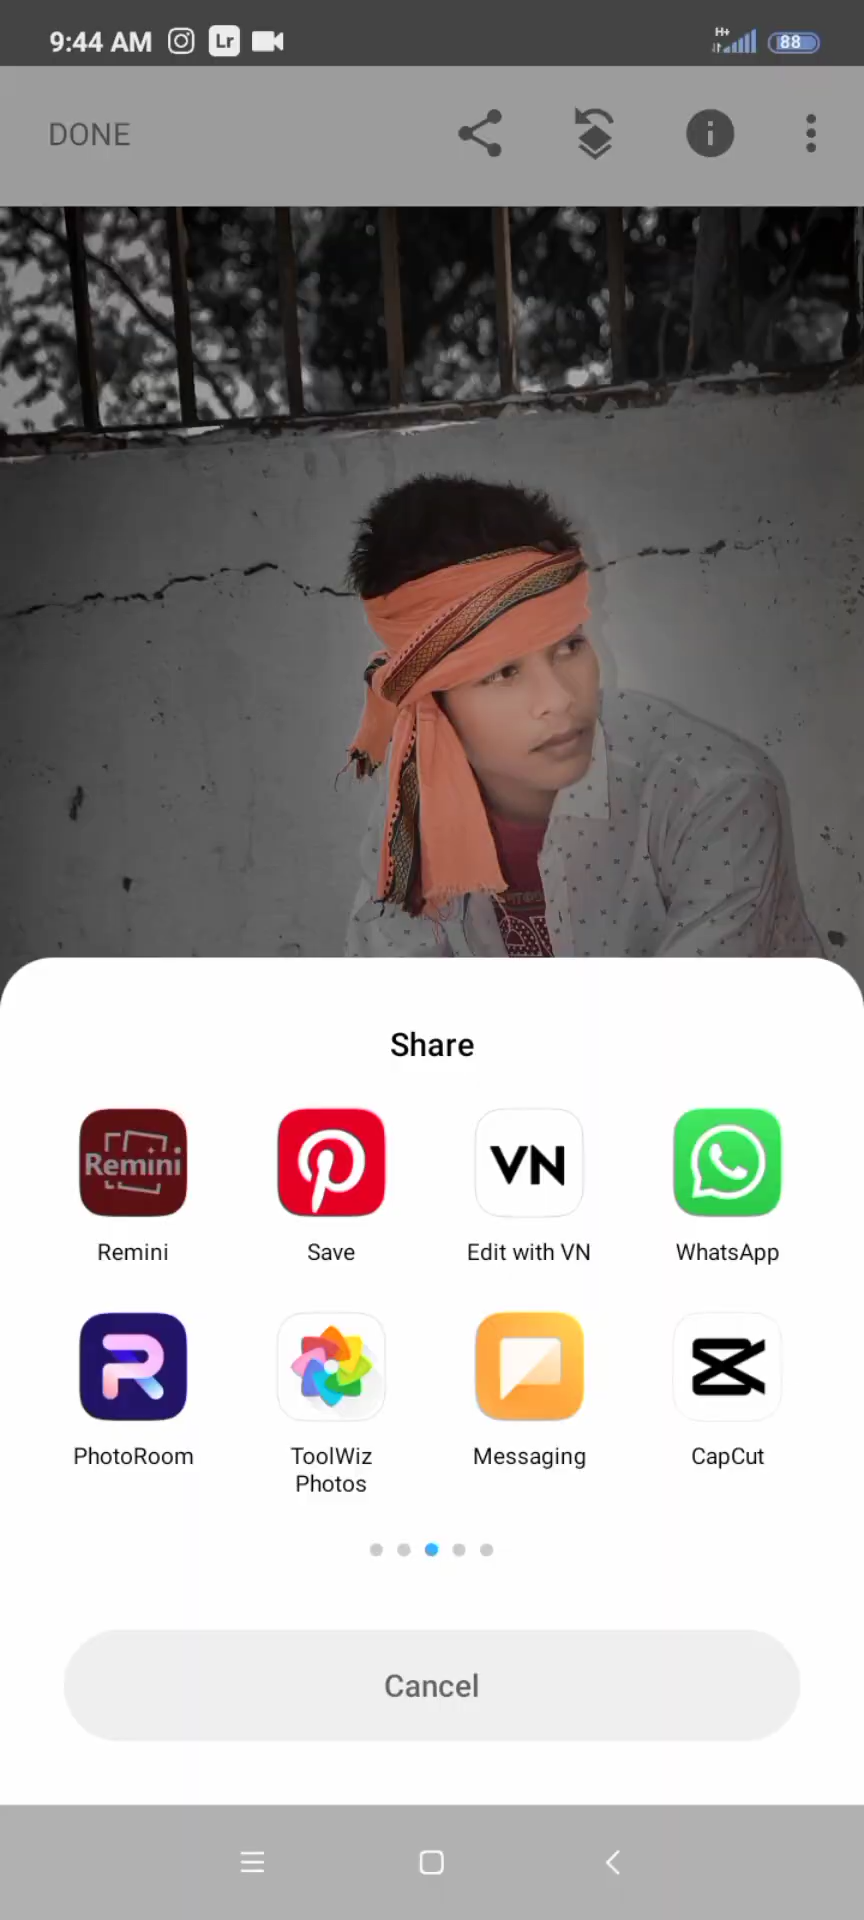 9:44 AM Lr H+ 88
DONE
Share
Remini
Remini Save Edit with VN WhatsApp
VN
PhotoRoom ToolWiz Photos Messaging CapCut
Cancel